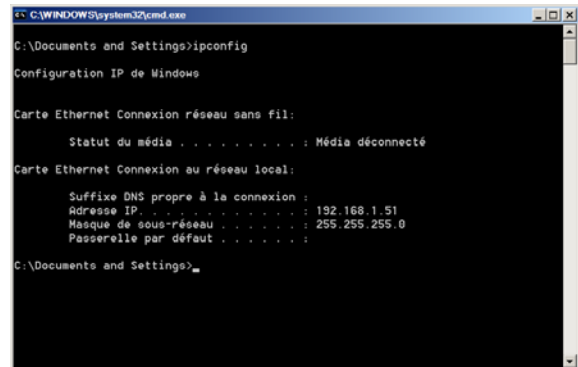 C:\WINDOWS\system32\cmd.exe
C:\Documents and Settings>ipconfig
Configuration IP de Windows
Carte Ethernet Connexion réseau sans fil:
Statut du média . . . . . . . . . : Média déconnecté
Carte Ethernet Connexion au réseau local:
Suffixe DNS propre à la connexion :
Adresse IP. . . . . . . . . . . . : 192.168.1.51
Masque de sous-réseau . . . . . . : 255.255.255.0
Passerelle par défaut . . . . . . :
C:\Documents and Settings>_